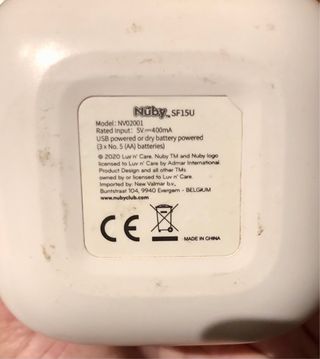 Nûby™ SF15U
Model: NV02001
Rated Input: 5V⎓400mA
USB powered or dry battery powered
(3 x No. 5 (AA) batteries)
© 2020 Luv n' Care. Nuby TM and Nuby logo
licensed to Luv n' Care by Admar International.
Product Design and all other TMs
owned by or licensed to Luv n' Care.
Imported by: New Valmar b.v.,
Buntstraat 104, 9940 Evergem - BELGIUM
www.nubyclub.com
CE
MADE IN CHINA